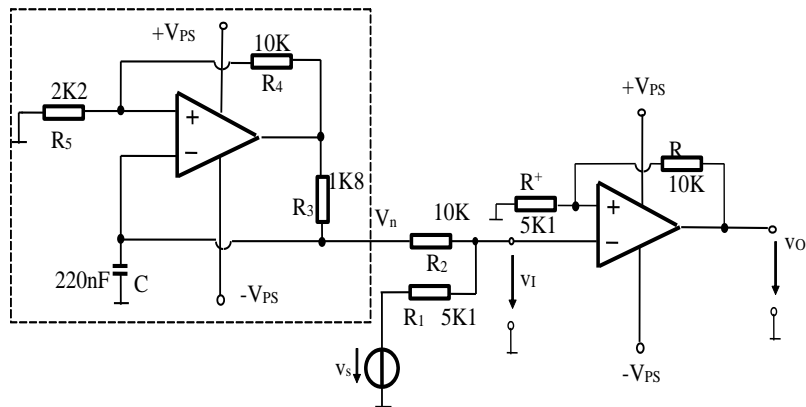 +VPS
10K
R4
2K2
R5
+
−
1K8
R3
Vn
220nF
C
-VPS
10K
R2
R1
5K1
vs
vI
+VPS
R+
5K1
R
10K
+
−
vO
-VPS